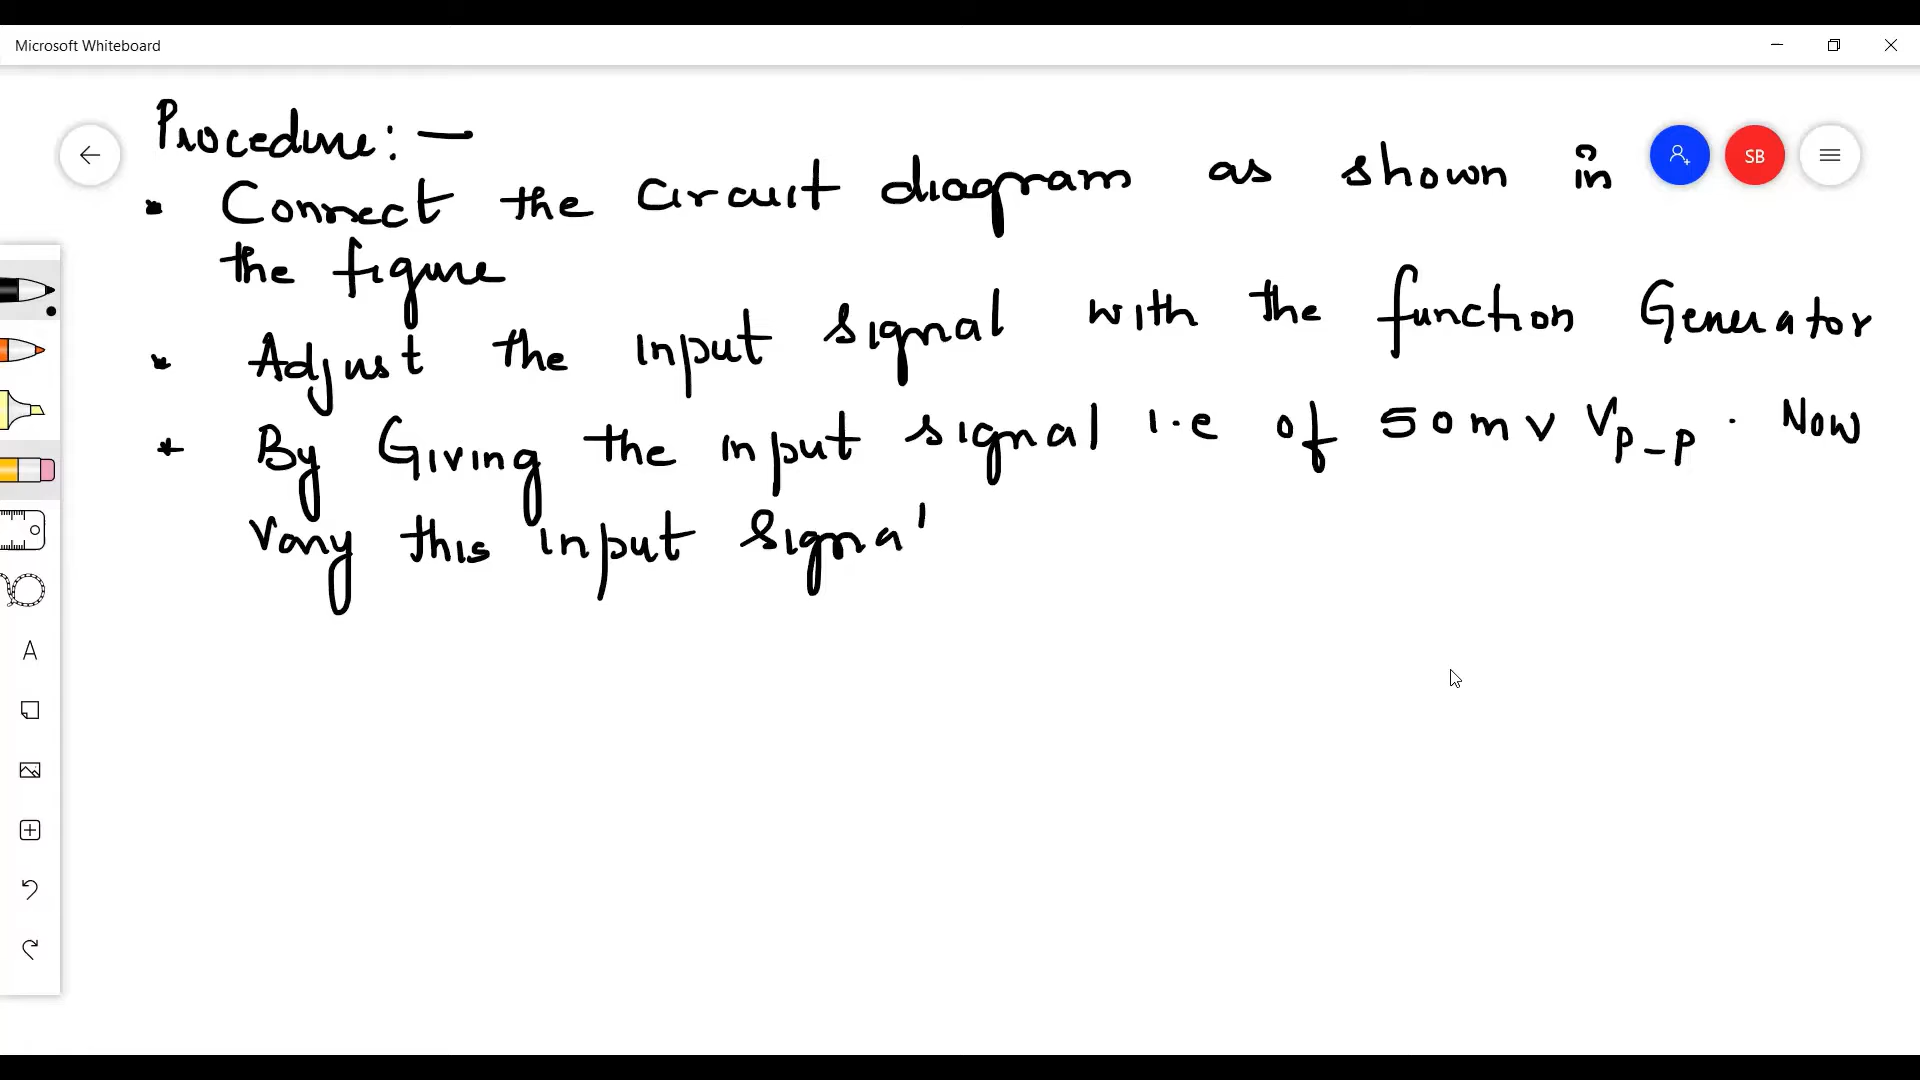 Microsoft Whiteboard
Procedure: —
SB
* Connect the circuit diagram as shown in
the figure
* Adjust the input signal with the function Generator
* By Giving the input signal i.e of 50mv Vp-p . Now
vary this input signal
A